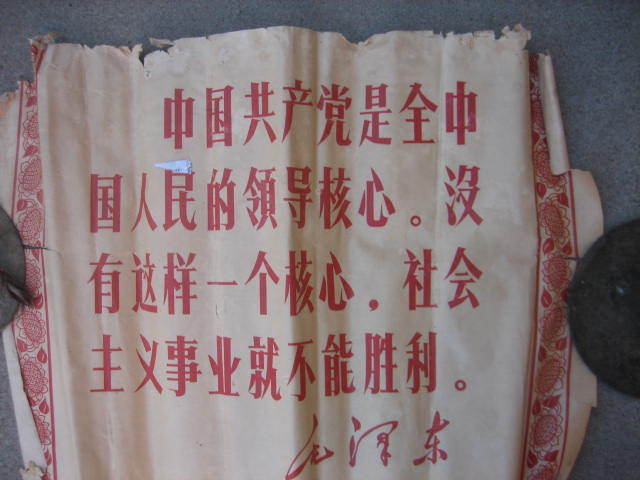 中国共产党是全中
国人民的领导核心。没
有这样一个核心，社会
主义事业就不能胜利。
毛泽东